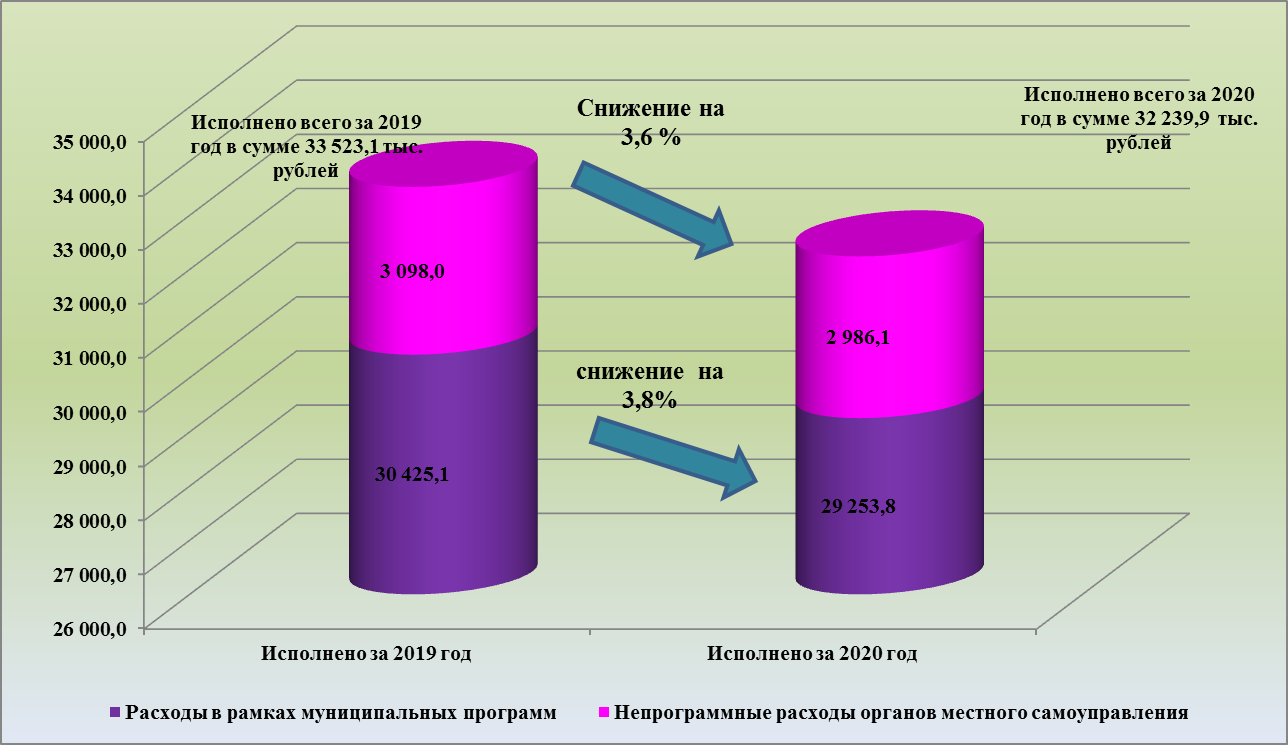 Исполнено всего за 2019
год в сумме 33 523,1 тыс.
рублей
Снижение на
3,6 %
Исполнено всего за 2020
год в сумме 32 239,9 тыс.
рублей
35 000,0
34 000,0
33 000,0
32 000,0
31 000,0
30 000,0
29 000,0
28 000,0
27 000,0
26 000,0
3 098,0
2 986,1
снижение на
3,8%
30 425,1
29 253,8
Исполнено за 2019 год
Исполнено за 2020 год
Расходы в рамках муниципальных программ
Непрограммные расходы органов местного самоуправления